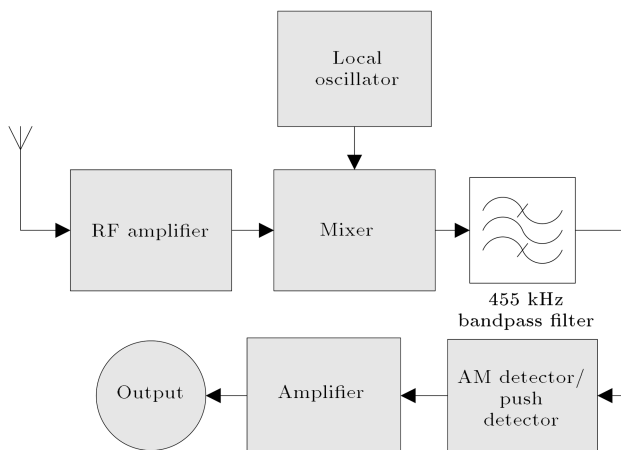 Local
oscillator
RF amplifier
Mixer
455 kHz
bandpass filter
Output
Amplifier
AM detector/
push
detector